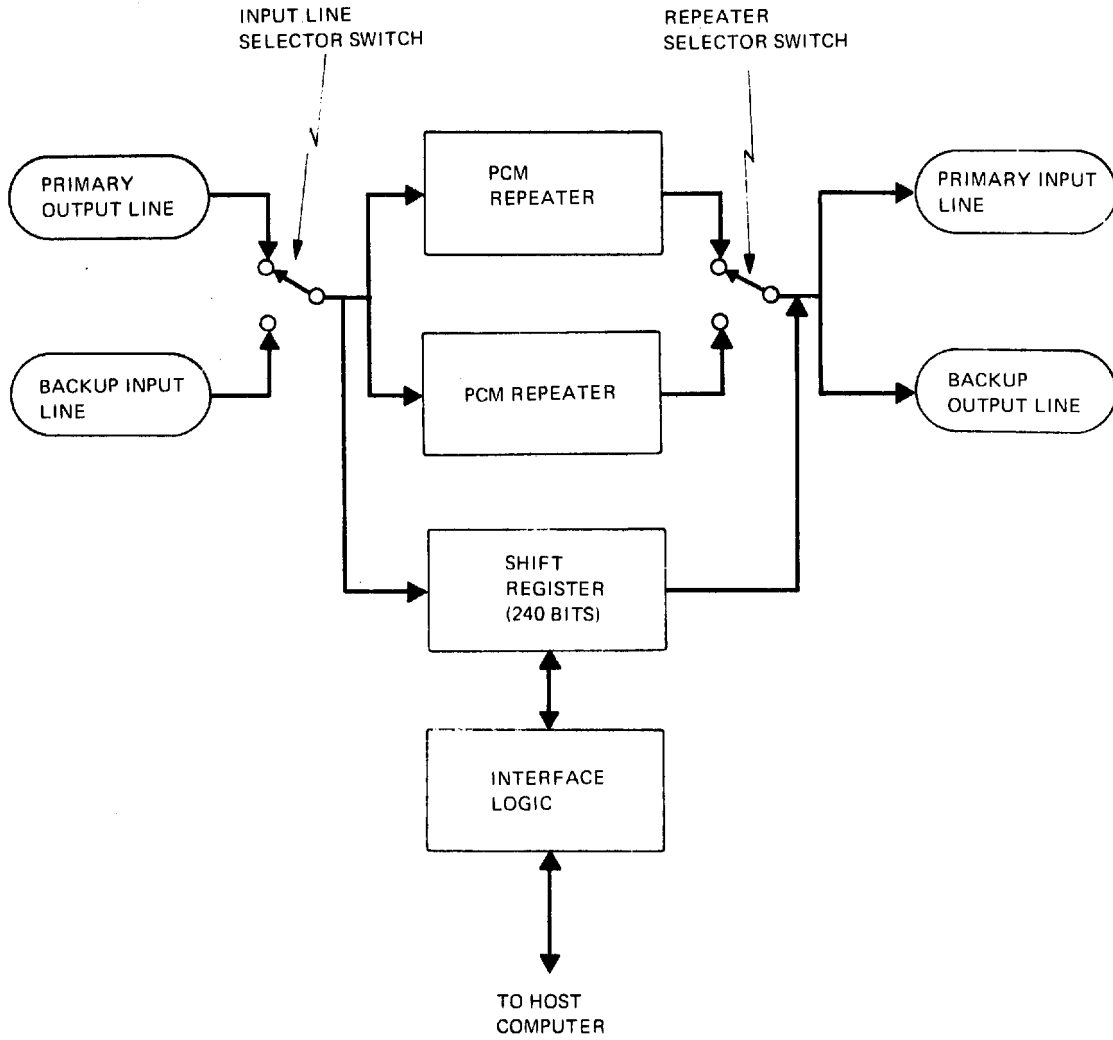 INPUT LINE
SELECTOR SWITCH
REPEATER
SELECTOR SWITCH
PRIMARY
OUTPUT LINE
PCM
REPEATER
PRIMARY INPUT
LINE
BACKUP INPUT
LINE
PCM REPEATER
BACKUP
OUTPUT LINE
SHIFT
REGISTER
(240 BITS)
INTERFACE
LOGIC
TO HOST
COMPUTER